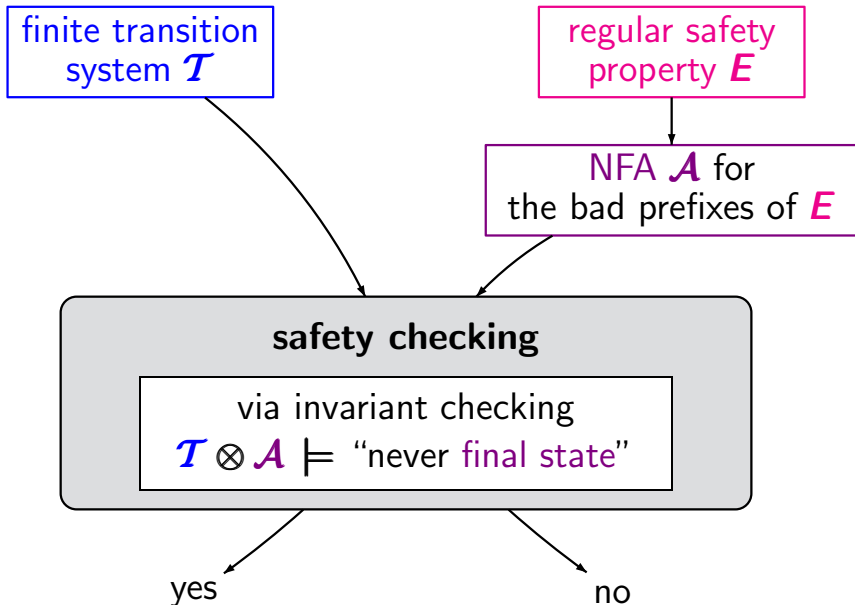 finite transition
system 𝓣
regular safety
property E
NFA 𝓐 for
the bad prefixes of E
safety checking
via invariant checking
𝓣 ⊗ 𝓐 ⊨ “never final state”
yes
no